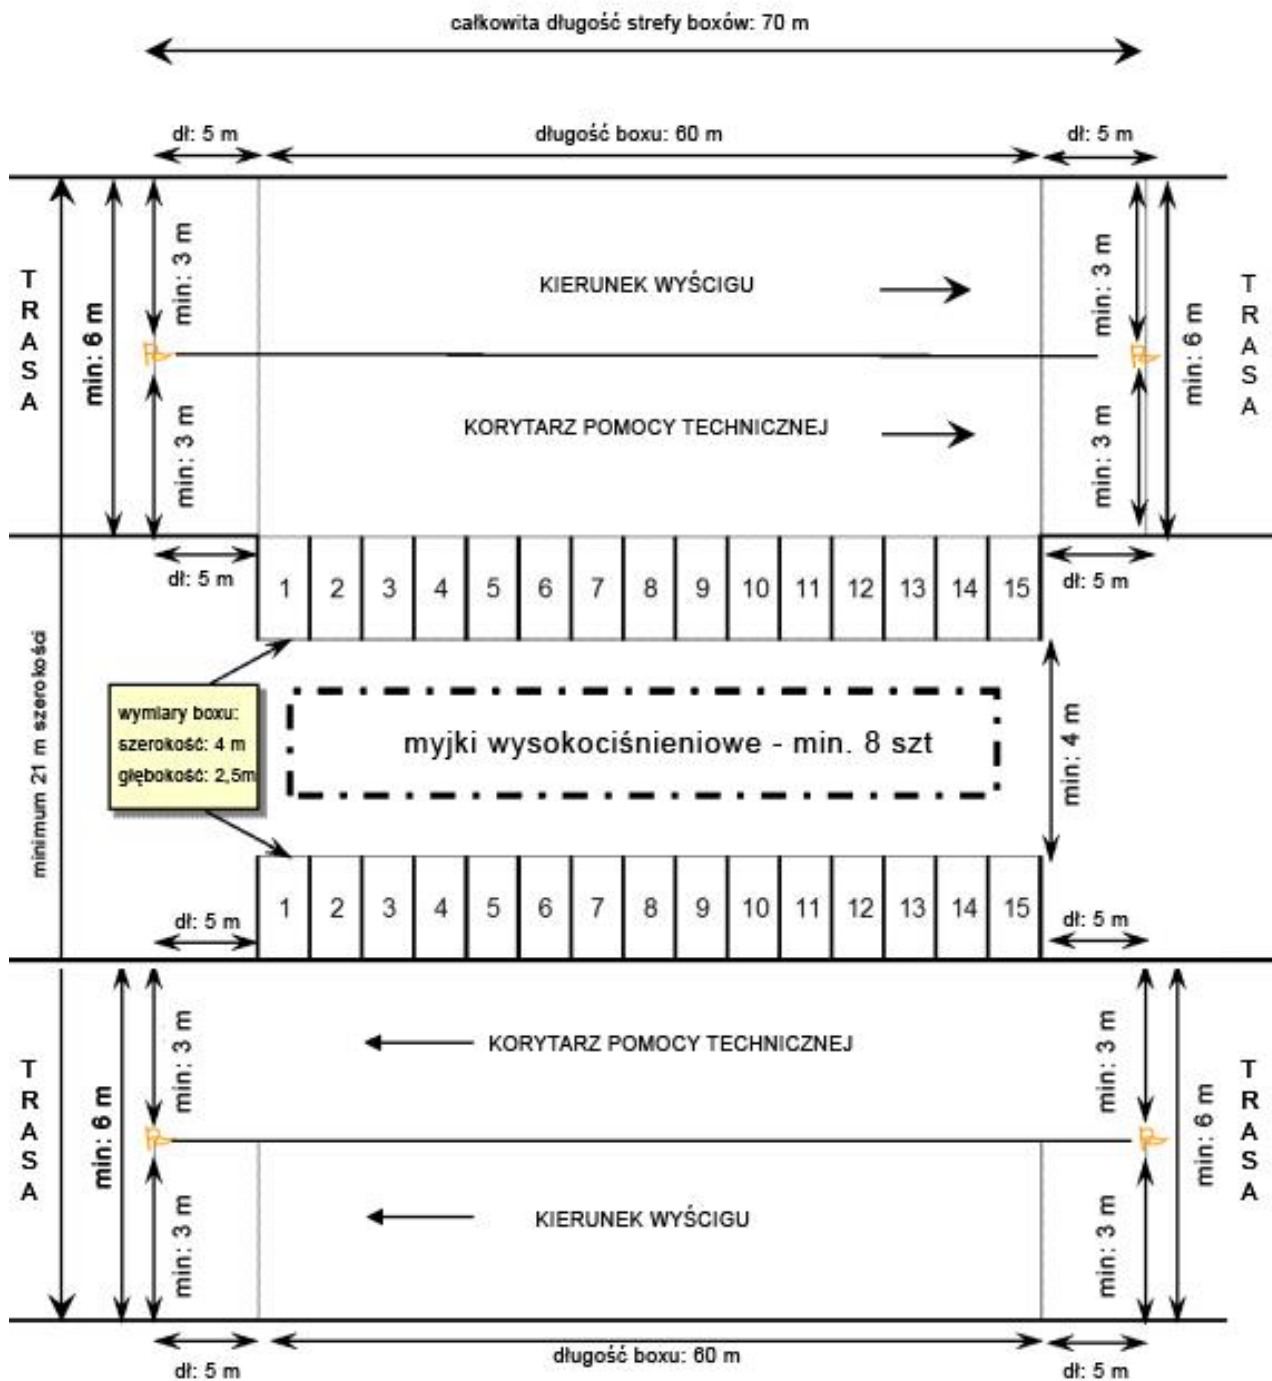 całkowita długość strefy boxów: 70 m
dł: 5 m
długość boxu: 60 m
dł: 5 m
TRASA
min: 6 m
min: 3 m
KIERUNEK WYŚCIGU
min: 3 m
min: 6 m
TRASA
min: 3 m
KORYTARZ POMOCY TECHNICZNEJ
min: 3 m
dł: 5 m
1 2 3 4 5 6 7 8 9 10 11 12 13 14 15
dł: 5 m
minimum 21 m szerokości
wymiary boxu:
szerokość: 4 m
głębokość: 2,5m
myjki wysokociśnieniowe - min. 8 szt
min: 4 m
dł: 5 m
1 2 3 4 5 6 7 8 9 10 11 12 13 14 15
dł: 5 m
TRASA
min: 6 m
min: 3 m
KORYTARZ POMOCY TECHNICZNEJ
min: 3 m
min: 6 m
TRASA
min: 3 m
KIERUNEK WYŚCIGU
min: 3 m
dł: 5 m
długość boxu: 60 m
dł: 5 m